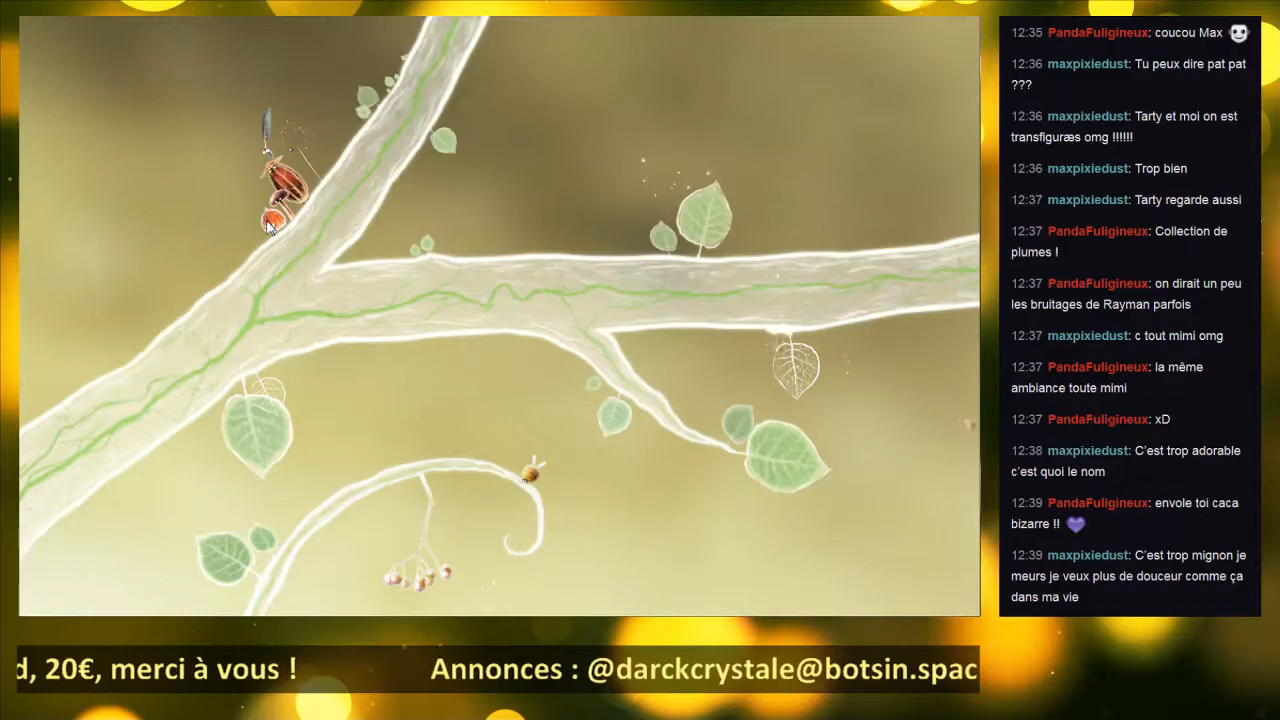 12:35 PandaFuligineux: coucou Max
12:36 maxpixiedust: Tu peux dire pat pat
???
12:36 maxpixiedust: Tarty et moi on est
transfiguræs omg !!!!!!
12:36 maxpixiedust: Trop bien
12:37 maxpixiedust: Tarty regarde aussi
12:37 PandaFuligineux: Collection de
plumes !
12:37 PandaFuligineux: on dirait un peu
les bruitages de Rayman parfois
12:37 maxpixiedust: c tout mimi omg
12:37 PandaFuligineux: la même
ambiance toute mimi
12:37 PandaFuligineux: xD
12:38 maxpixiedust: C'est trop adorable
c'est quoi le nom
12:39 PandaFuligineux: envole toi caca
bizarre !!
12:39 maxpixiedust: C'est trop mignon je
meurs je veux plus de douceur comme ça
dans ma vie
d, 20€, merci à vous ! Annonces : @darckcrystale@botsin.spac